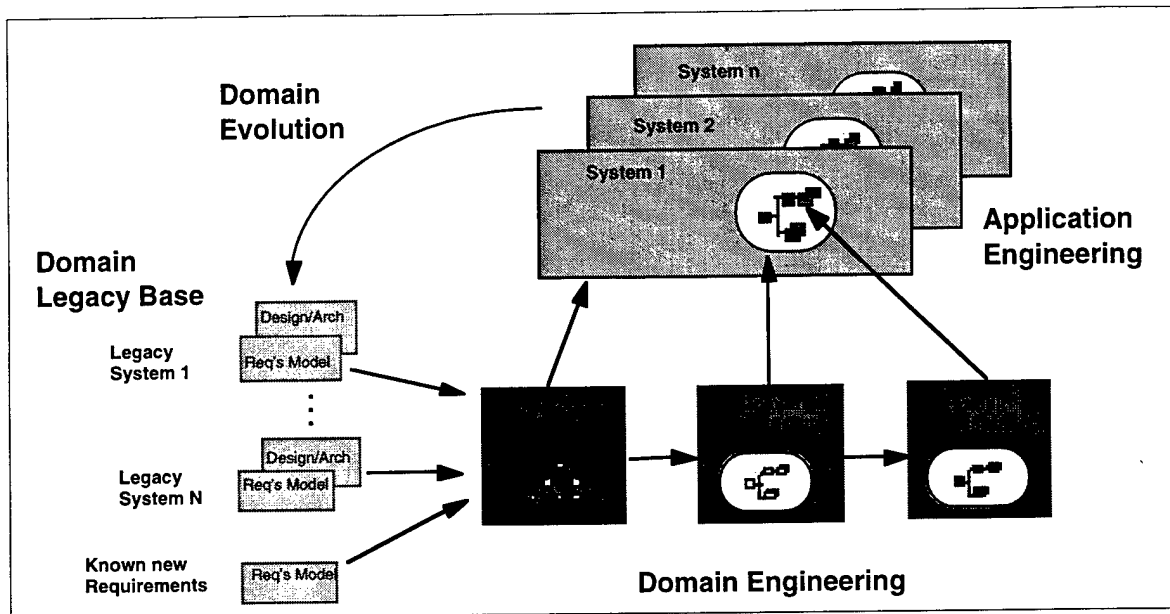 System n
Domain
Evolution
System 2
System 1
Application
Engineering
Domain
Legacy Base
Design/Arch
Legacy
System 1
Req's Model
Design/Arch
Legacy
System N
Req's Model
Known new
Requirements
Req's Model
Domain Engineering